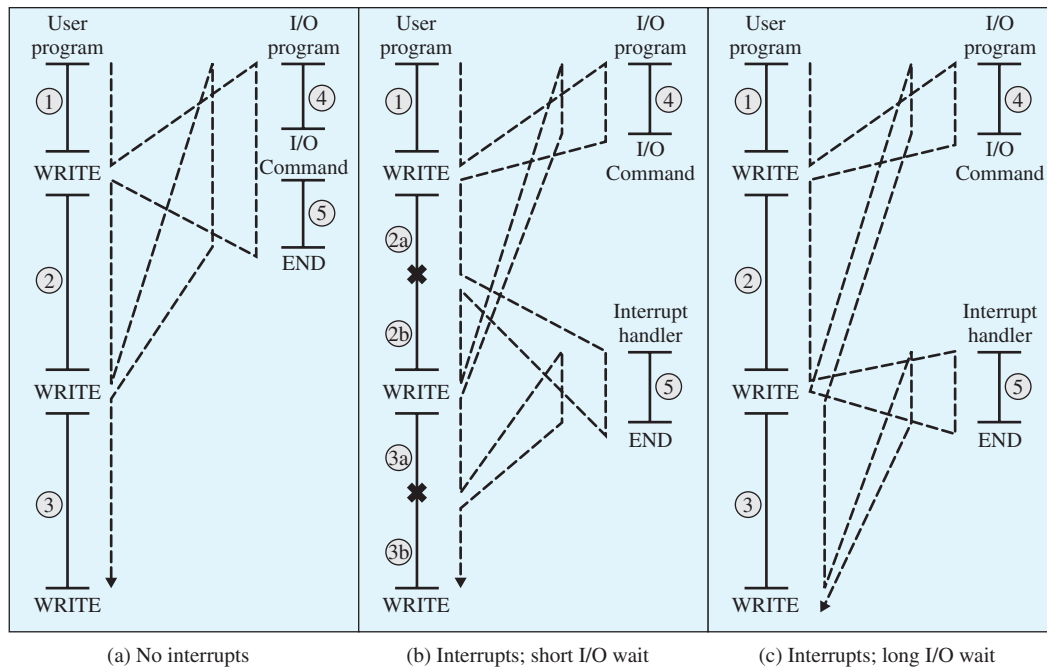 User
program
I/O
program
1
4
WRITE
I/O
Command
5
2
END
WRITE
3
WRITE
(a) No interrupts
User
program
I/O
program
1
4
WRITE
I/O
Command
2a
2b
Interrupt
handler
WRITE
5
END
3a
3b
WRITE
(b) Interrupts; short I/O wait
User
program
I/O
program
1
4
WRITE
I/O
Command
2
Interrupt
handler
WRITE
5
END
3
WRITE
(c) Interrupts; long I/O wait